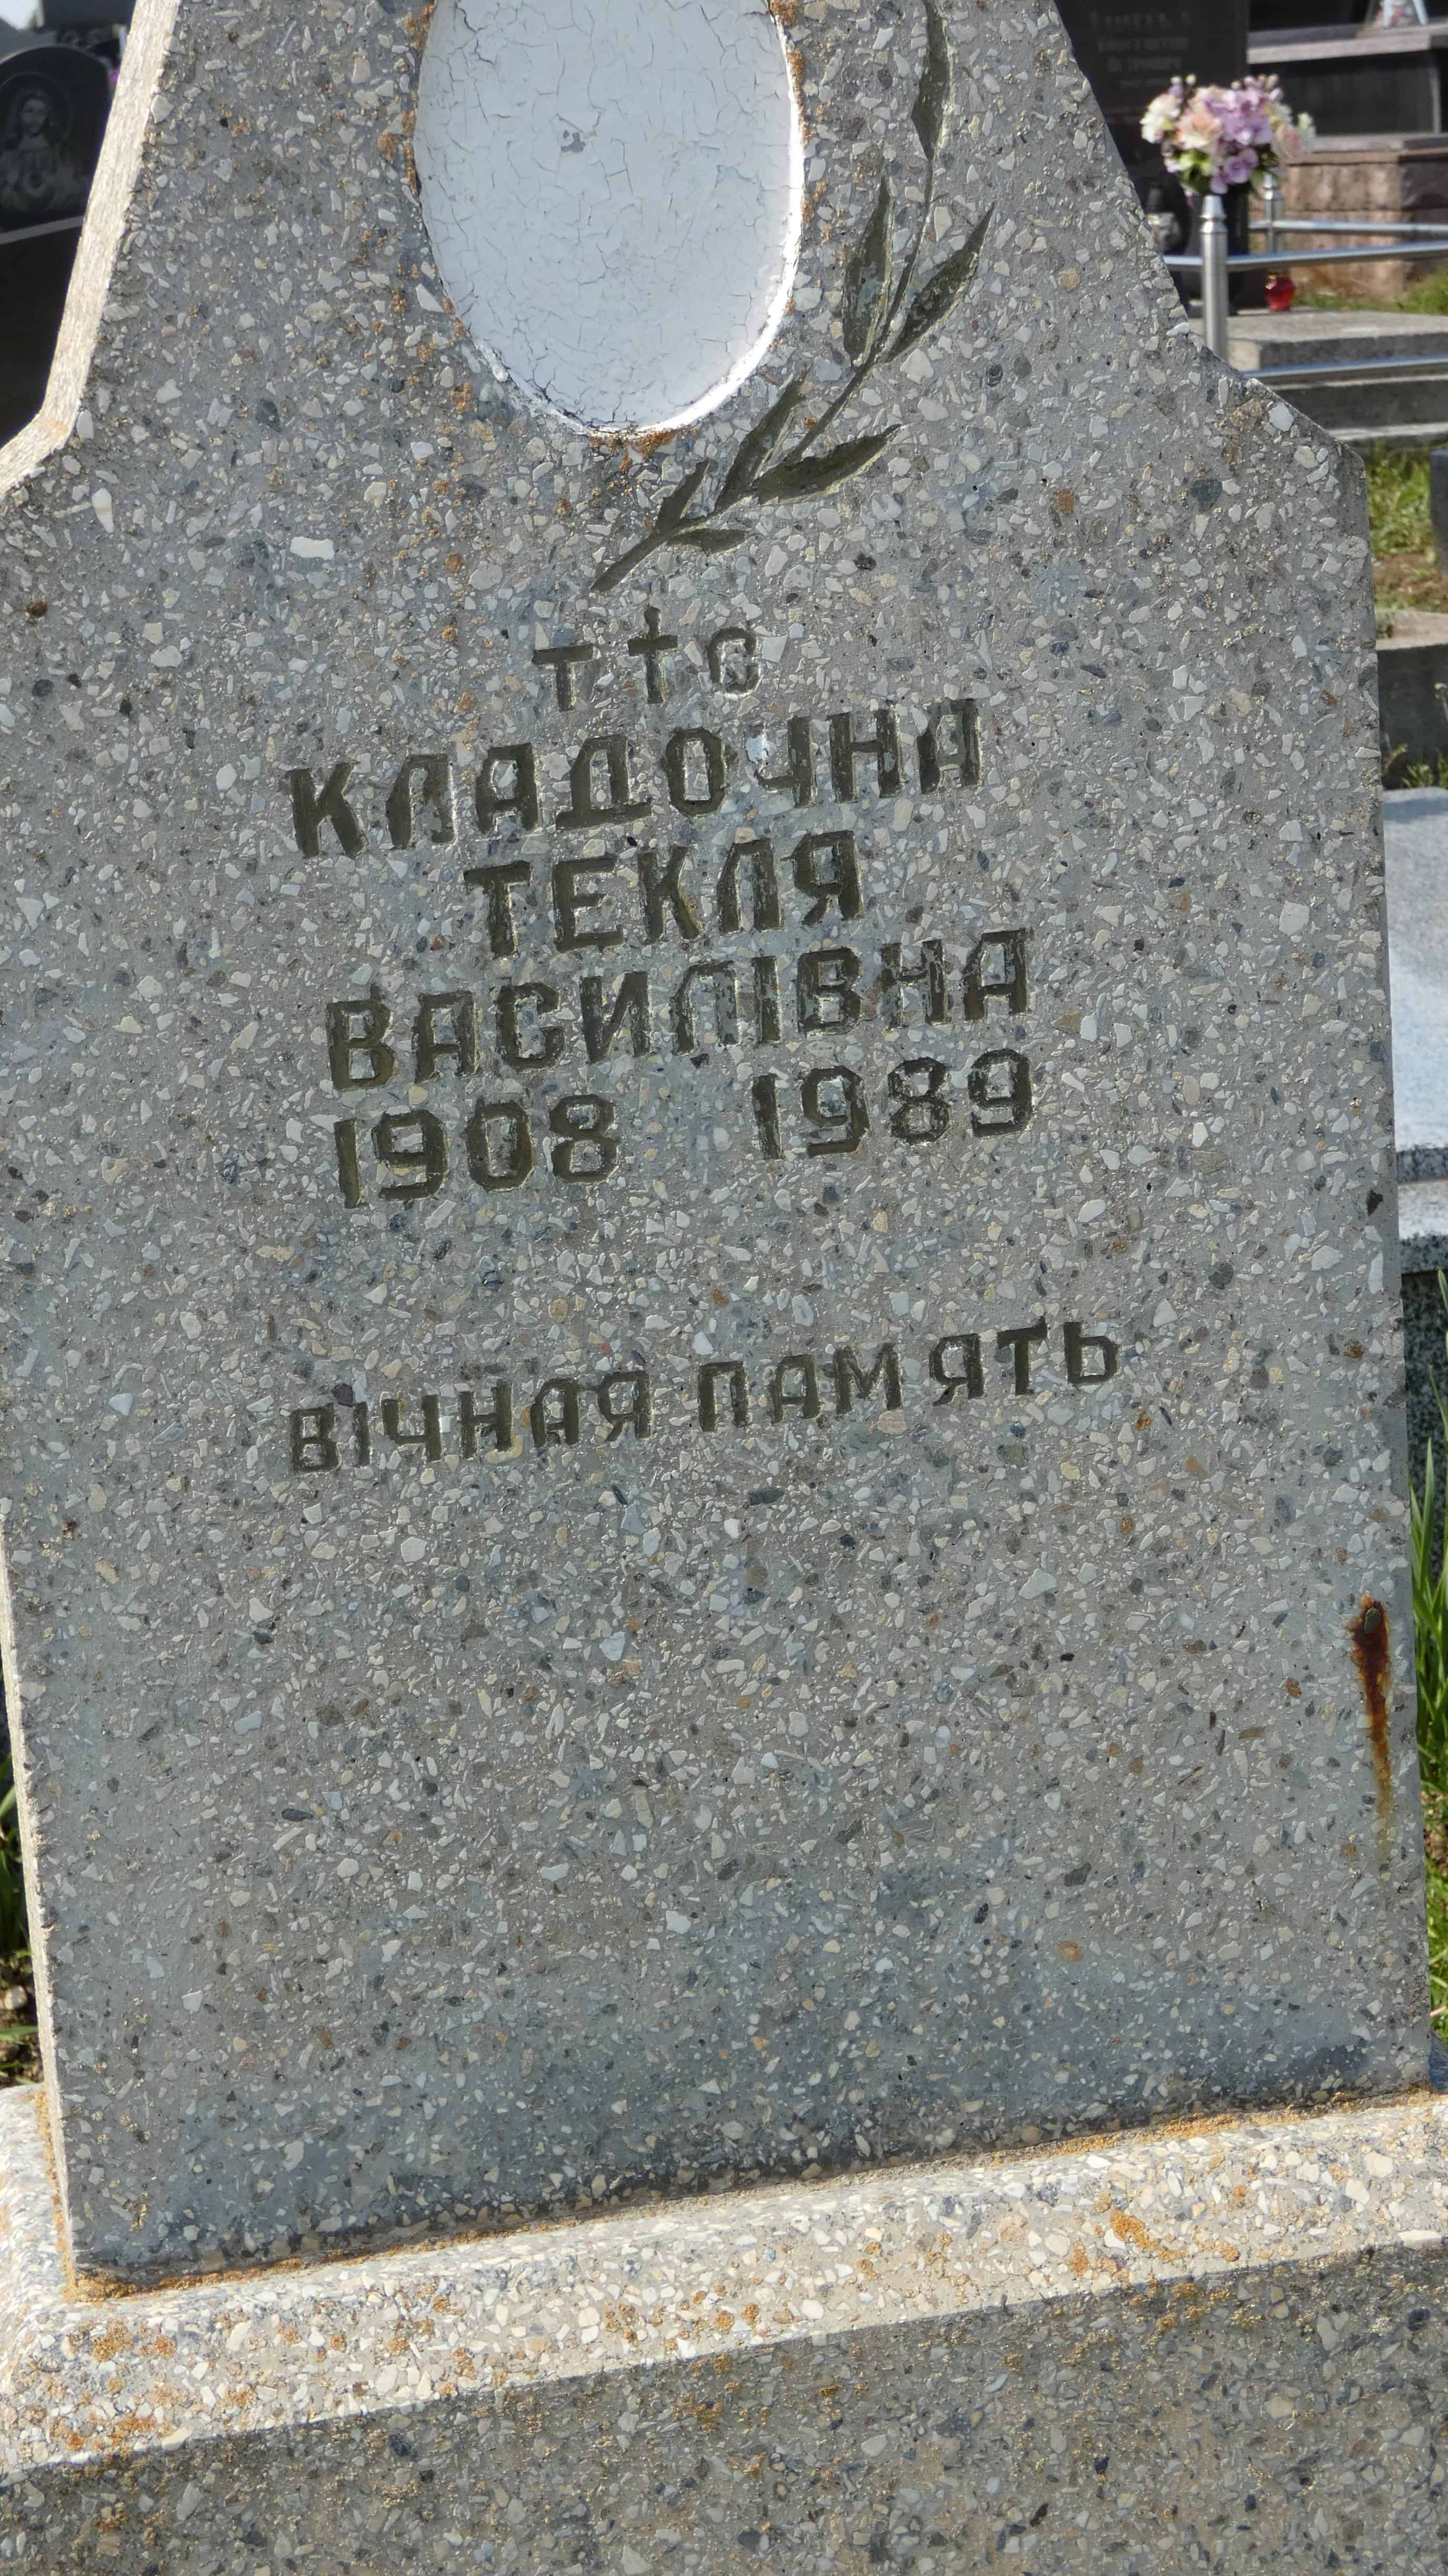 Т † С
КЛАДОЧНА
ТЕКЛЯ
ВАСИЛІВНА
1908 1989
ВІЧНАЯ ПАМЯТЬ